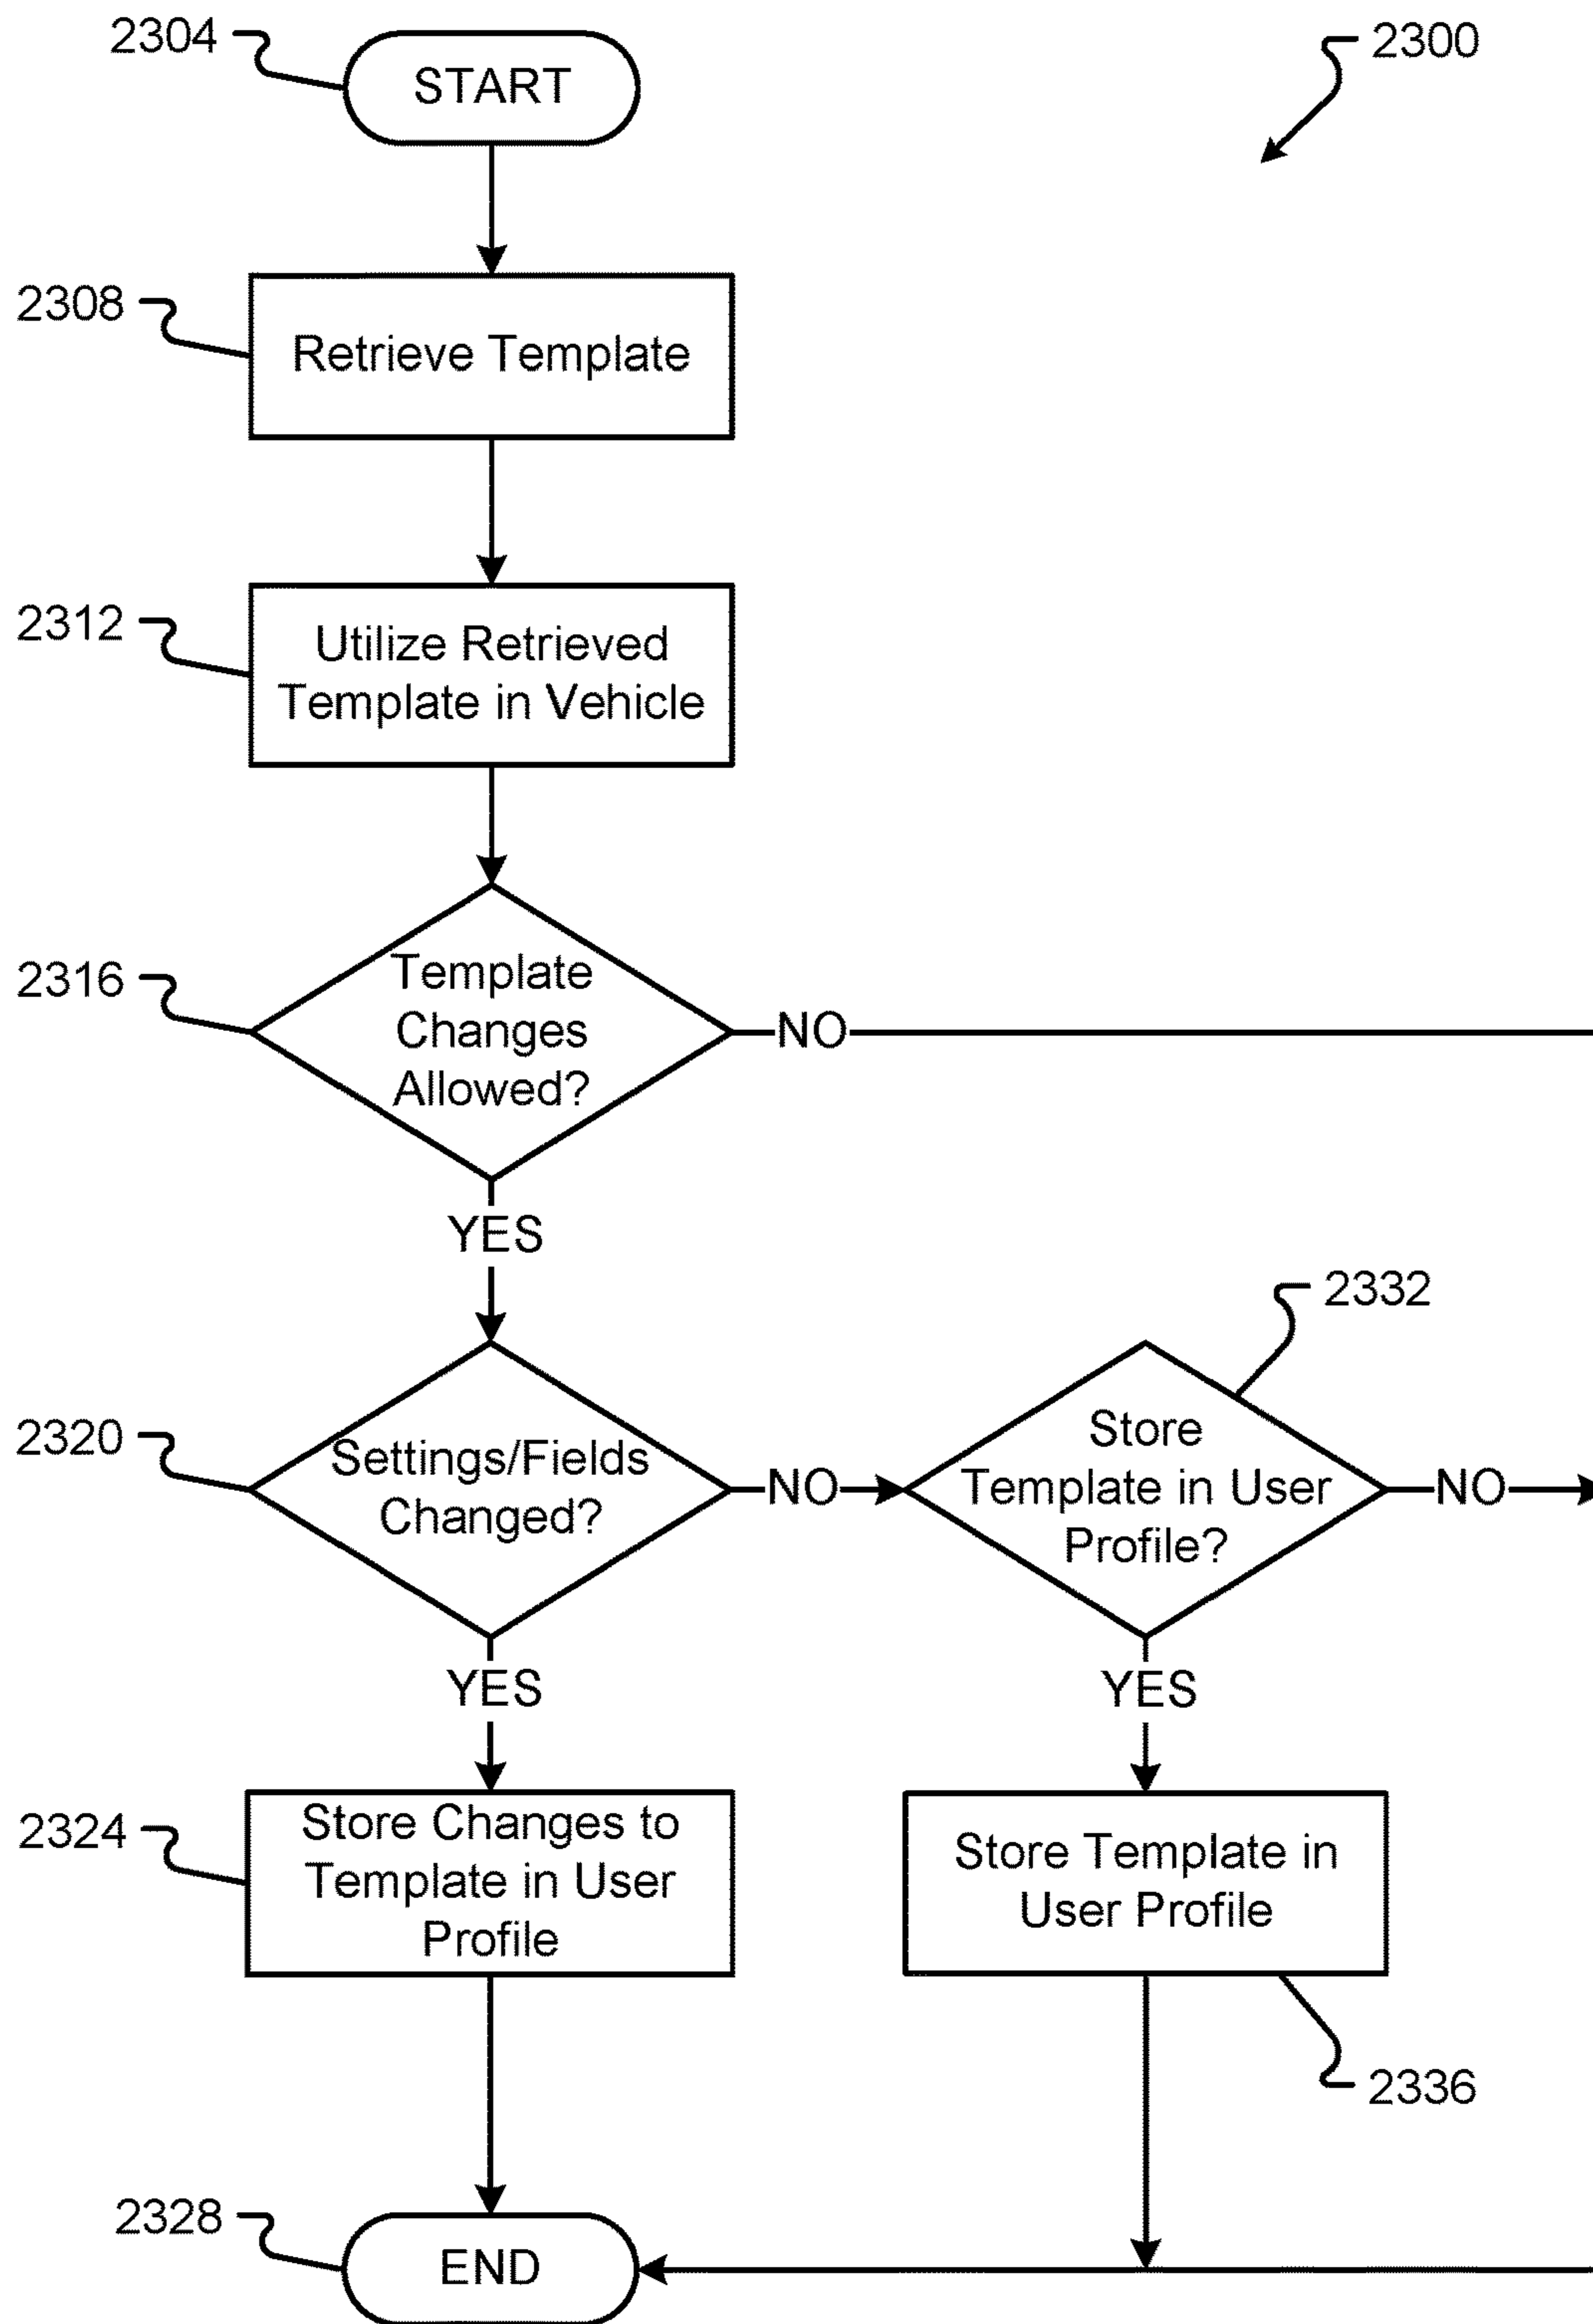 2304
START
2300
2308
Retrieve Template
2312
Utilize Retrieved
Template in Vehicle
2316
Template
Changes
Allowed?
NO
YES
2332
2320
Settings/Fields
Changed?
NO
Store
Template in User
Profile?
NO
YES
YES
2324
Store Changes to
Template in User
Profile
Store Template in
User Profile
2336
2328
END